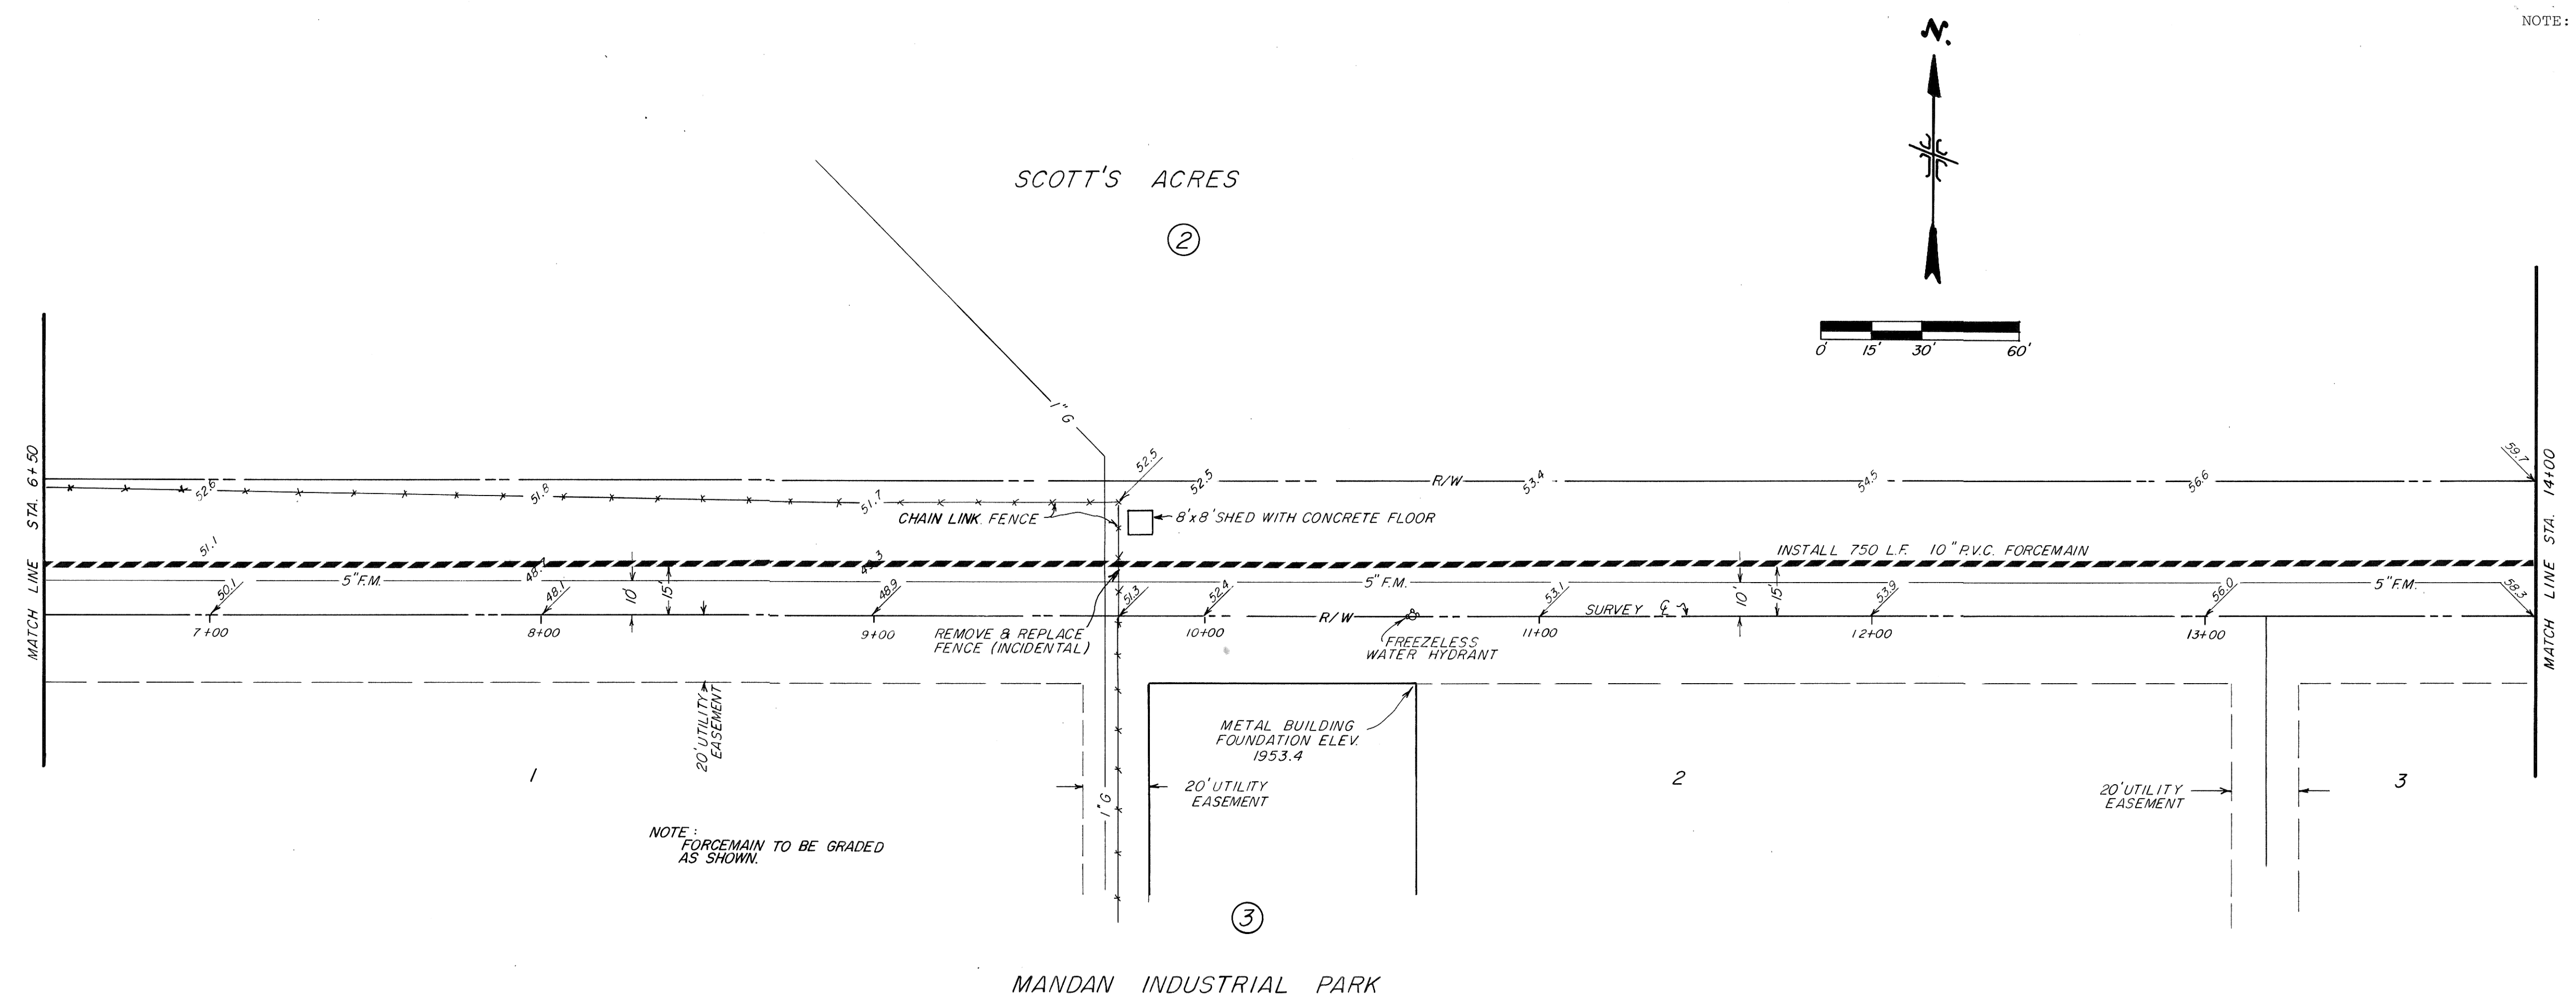 NOTE:
N.
SCOTT'S ACRES
2
0' 15' 30' 60'
1" G
MATCH LINE STA. 6+50
MATCH LINE STA. 14+00
52.6
51.8
51.7
52.5
52.5
R/W
53.4
54.5
56.6
59.7
CHAIN LINK FENCE
8'x8' SHED WITH CONCRETE FLOOR
51.1
INSTALL 750 L.F. 10" P.V.C. FORCEMAIN
5" F.M.
5" F.M.
5" F.M.
10'
15'
10'
15'
50.1
48.1
48.9
51.3
52.4
53.1
53.9
56.0
58.3
R/W
SURVEY ℄
7+00
8+00
9+00
10+00
11+00
12+00
13+00
REMOVE & REPLACE
FENCE (INCIDENTAL)
FREEZELESS
WATER HYDRANT
20' UTILITY
EASEMENT
METAL BUILDING
FOUNDATION ELEV.
1953.4
1
2
3
20' UTILITY
EASEMENT
20' UTILITY
EASEMENT
1" G
NOTE:
FORCEMAIN TO BE GRADED
AS SHOWN.
3
MANDAN INDUSTRIAL PARK